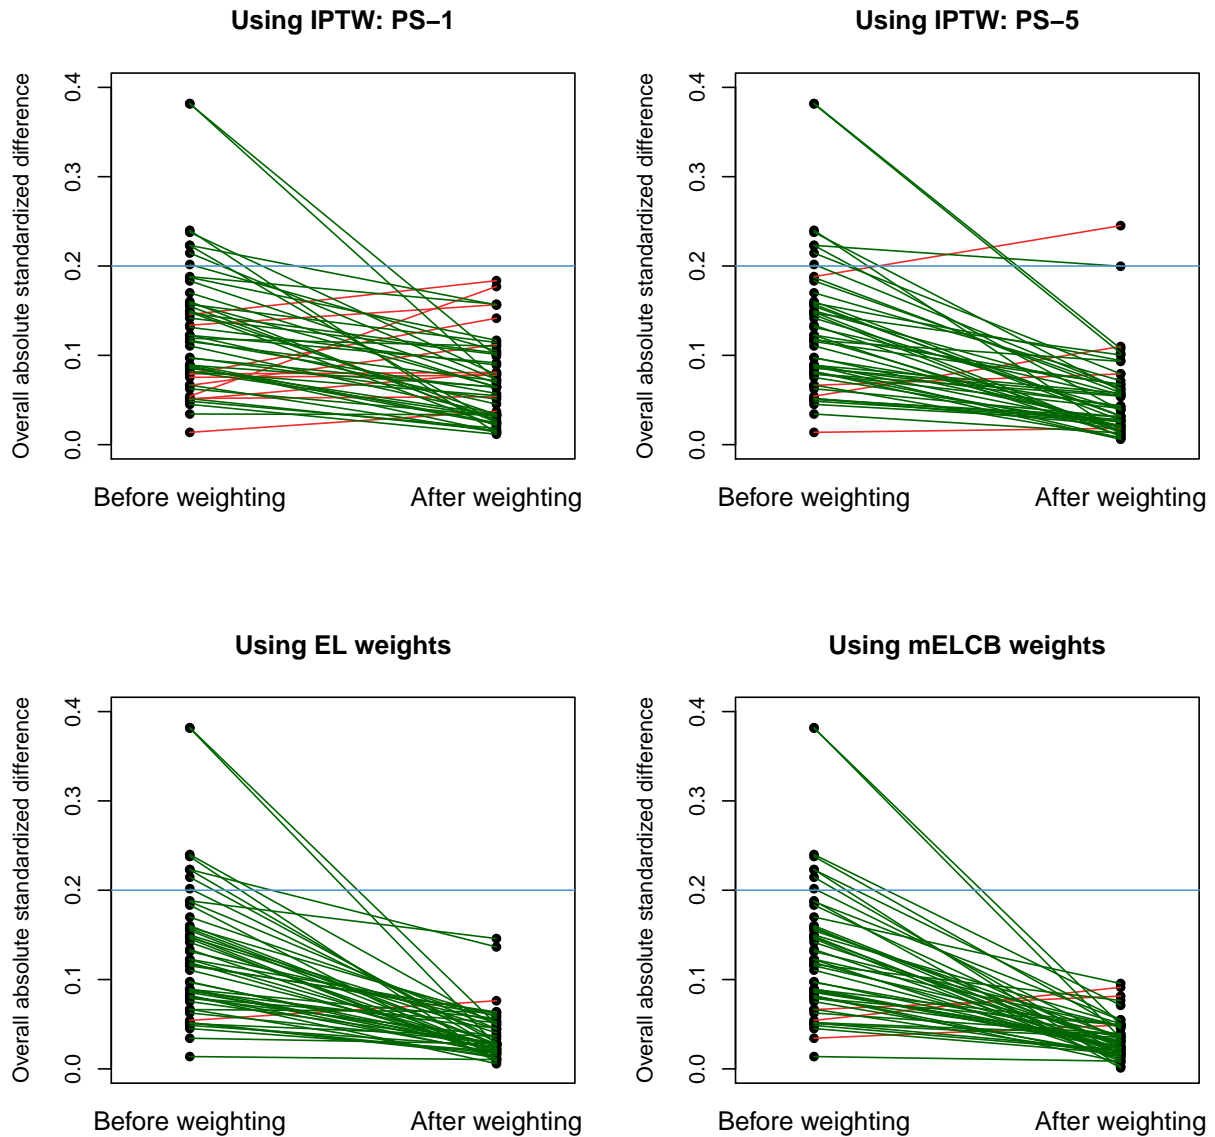 Using IPTW: PS−1
Overall absolute standardized difference
0.4
0.3
0.2
0.1
0.0
Before weighting After weighting
Using IPTW: PS−5
Overall absolute standardized difference
0.4
0.3
0.2
0.1
0.0
Before weighting After weighting
Using EL weights
Overall absolute standardized difference
0.4
0.3
0.2
0.1
0.0
Before weighting After weighting
Using mELCB weights
Overall absolute standardized difference
0.4
0.3
0.2
0.1
0.0
Before weighting After weighting